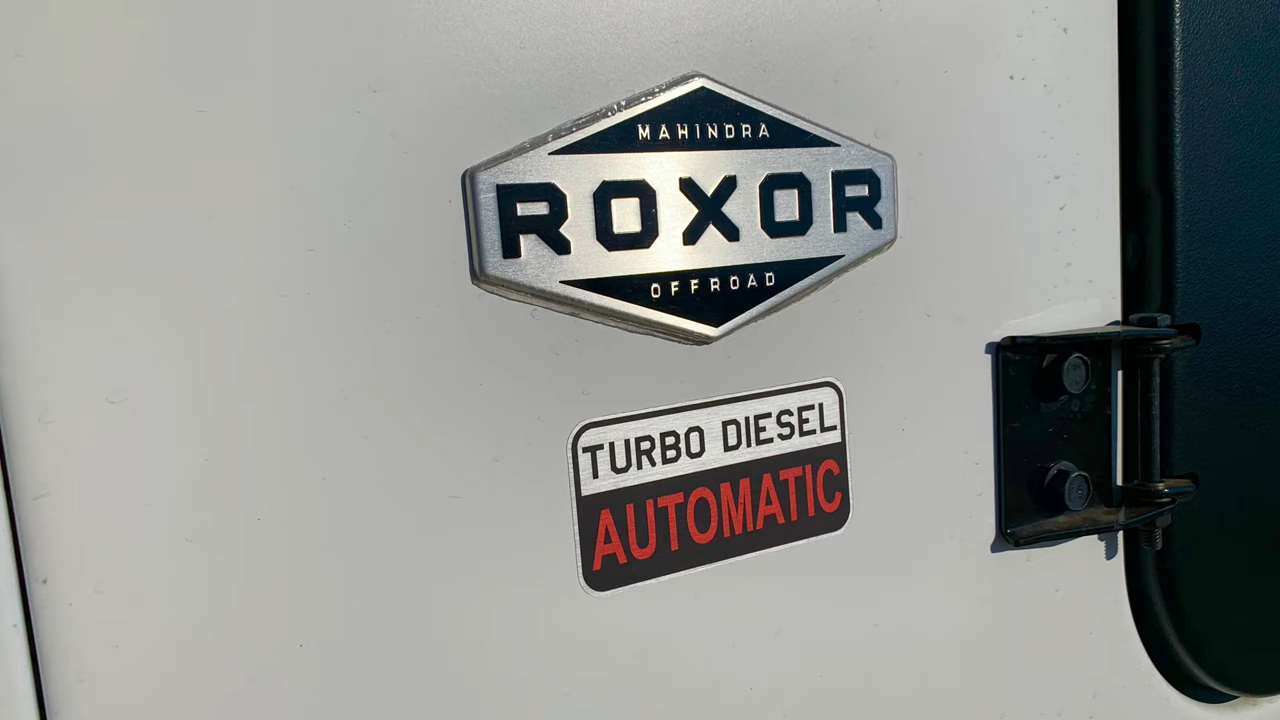 MAHINDRA
ROXOR
OFFROAD
TURBO DIESEL
AUTOMATIC